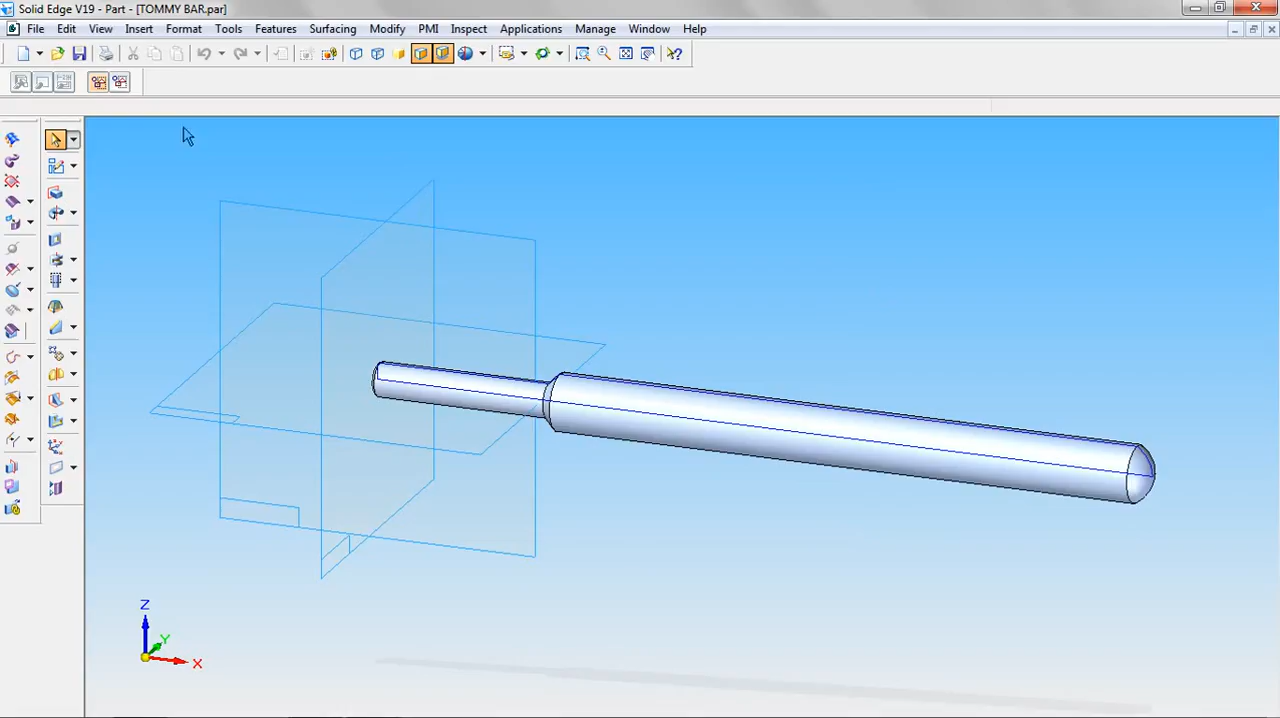 Solid Edge V19 - Part - [TOMMY BAR.par]
File Edit View Insert Format Tools Features Surfacing Modify PMI Inspect Applications Manage Window Help
Z
Y
X